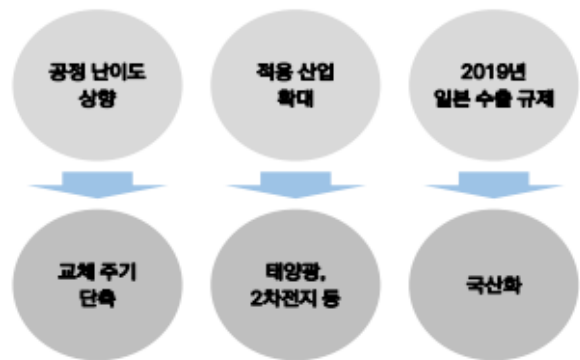 공정 난이도
상향
적용 산업
확대
2019년
일본 수출 규제
교체 주기
단축
태양광,
2차전지 등
국산화